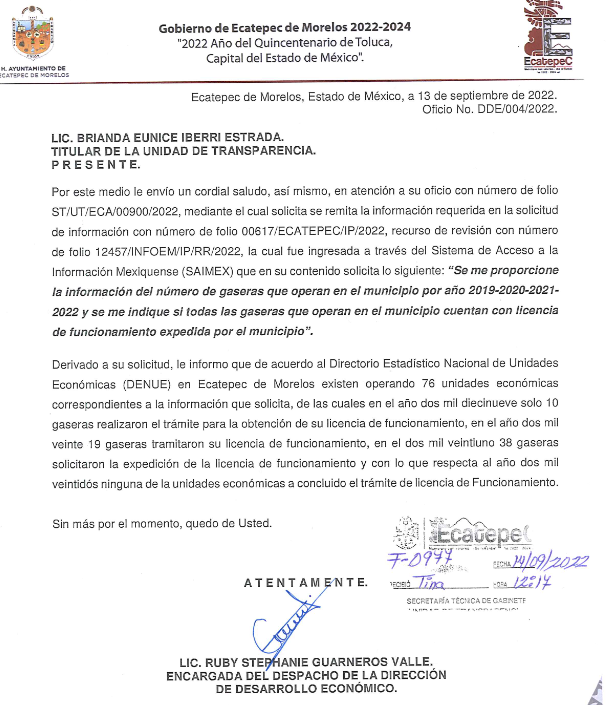 Gobierno de Ecatepec de Morelos 2022-2024
"2022 Año del Quincentenario de Toluca,
Capital del Estado de México".
H. AYUNTAMIENTO DE
ECATEPEC DE MORELOS
EcatepeC
Ecatepec de Morelos, Estado de México, a 13 de septiembre de 2022.
Oficio No. DDE/004/2022.
LIC. BRIANDA EUNICE IBERRI ESTRADA.
TITULAR DE LA UNIDAD DE TRANSPARENCIA.
P R E S E N T E.
Por este medio le envío un cordial saludo, así mismo, en atención a su oficio con número de folio
ST/UT/ECA/00900/2022, mediante el cual solicita se remita la información requerida en la solicitud
de información con número de folio 00617/ECATEPEC/IP/2022, recurso de revisión con número
de folio 12457/INFOEM/IP/RR/2022, la cual fue ingresada a través del Sistema de Acceso a la
Información Mexiquense (SAIMEX) que en su contenido solicita lo siguiente: "Se me proporcione
la información del número de gaseras que operan en el municipio por año 2019-2020-2021-
2022 y se me indique si todas las gaseras que operan en el municipio cuentan con licencia
de funcionamiento expedida por el municipio".
Derivado a su solicitud, le informo que de acuerdo al Directorio Estadístico Nacional de Unidades
Económicas (DENUE) en Ecatepec de Morelos existen operando 76 unidades económicas
correspondientes a la información que solicita, de las cuales en el año dos mil diecinueve solo 10
gaseras realizaron el trámite para la obtención de su licencia de funcionamiento, en el año dos mil
veinte 19 gaseras tramitaron su licencia de funcionamiento, en el dos mil veintiuno 38 gaseras
solicitaron la expedición de la licencia de funcionamiento y con lo que respecta al año dos mil
veintidós ninguna de la unidades económicas a concluido el trámite de licencia de Funcionamiento.
Sin más por el momento, quedo de Usted.
EcatepeC
F-0977 FECHA 14/09/2022
RECIBIÓ Tina HORA 12:17
SECRETARÍA TÉCNICA DE GABINETE
A T E N T A M E N T E.
LIC. RUBY STEPHANIE GUARNEROS VALLE.
ENCARGADA DEL DESPACHO DE LA DIRECCIÓN
DE DESARROLLO ECONÓMICO.